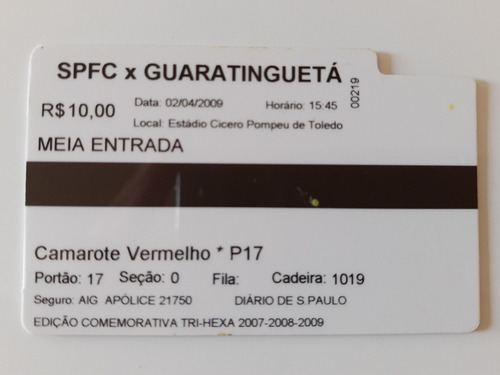 SPFC x GUARATINGUETÁ
R$10,00
Data: 02/04/2009 Horário: 15:45
00219
Local: Estádio Cicero Pompeu de Toledo
MEIA ENTRADA
Camarote Vermelho * P17
Portão: 17 Seção: 0 Fila: Cadeira: 1019
Seguro: AIG APÓLICE 21750 DIÁRIO DE S.PAULO
EDIÇÃO COMEMORATIVA TRI-HEXA 2007-2008-2009